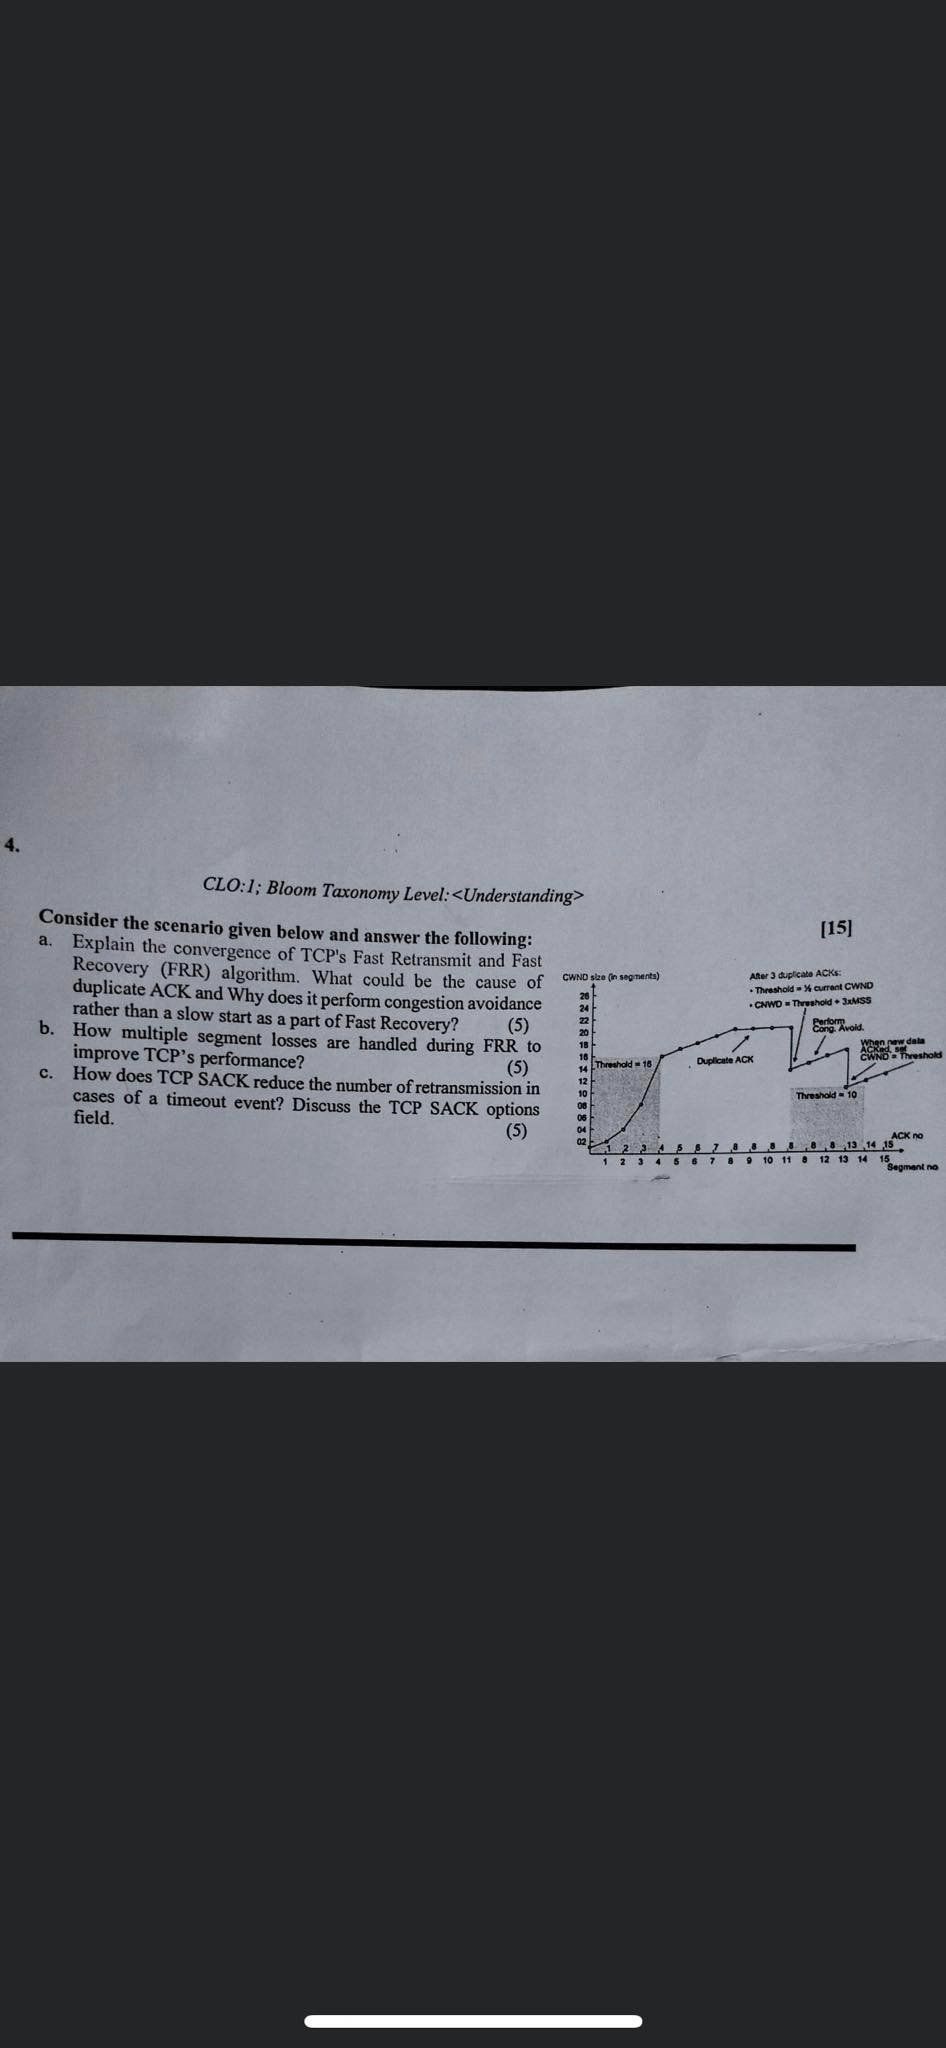 4.
CLO:1; Bloom Taxonomy Level: <Understanding>
Consider the scenario given below and answer the following:
[15]
a. Explain the convergence of TCP's Fast Retransmit and Fast
Recovery (FRR) algorithm. What could be the cause of
duplicate ACK and Why does it perform congestion avoidance
rather than a slow start as a part of Fast Recovery? (5)
b. How multiple segment losses are handled during FRR to
improve TCP's performance? (5)
c. How does TCP SACK reduce the number of retransmission in
cases of a timeout event? Discuss the TCP SACK options
field. (5)
CWND size (in segments)
After 3 duplicate ACKs:
• Threshold = ½ current CWND
• CNWD = Threshold + 3xMSS
Perform
Cong. Avoid.
When new data
ACKed, set
CWND = Threshold
26
24
22
20
18
16
14
12
10
08
06
04
02
Threshold = 16
Duplicate ACK
Threshold = 10
1 2 3 4 5 6 7 8 8 8 8 8 8 13 14 15
ACK no
1 2 3 4 5 6 7 8 9 10 11 8 12 13 14 15
Segment no